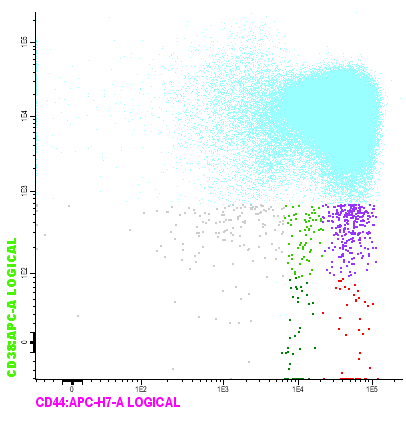 1E5
1E4
1E3
1E2
0
CD38:APC-A LOGICAL
0
1E2
1E3
1E4
1E5
CD44:APC-H7-A LOGICAL